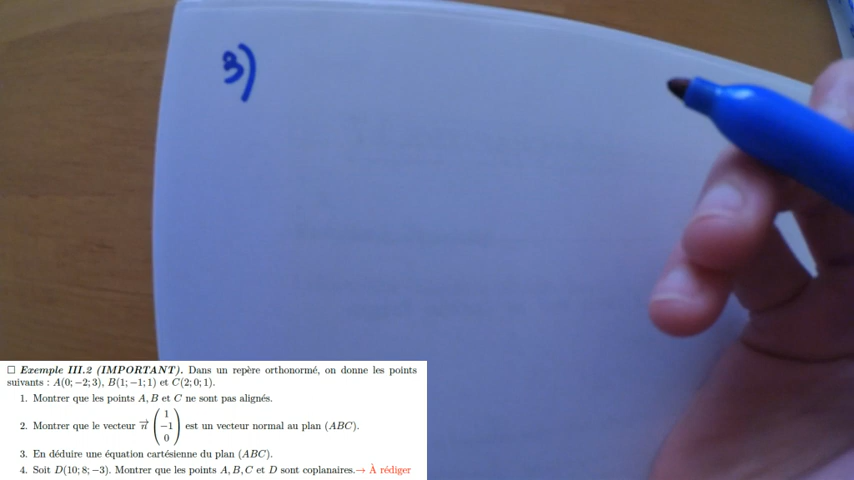 3)
□ Exemple III.2 (IMPORTANT). Dans un repère orthonormé, on donne les points
suivants : A(0; −2; 3), B(1; −1; 1) et C(2; 0; 1).
1. Montrer que les points A, B et C ne sont pas alignés.
2. Montrer que le vecteur n⃗ (1 −1 0) est un vecteur normal au plan (ABC).
3. En déduire une équation cartésienne du plan (ABC).
4. Soit D(10; 8; −3). Montrer que les points A, B, C et D sont coplanaires.→ À rédiger